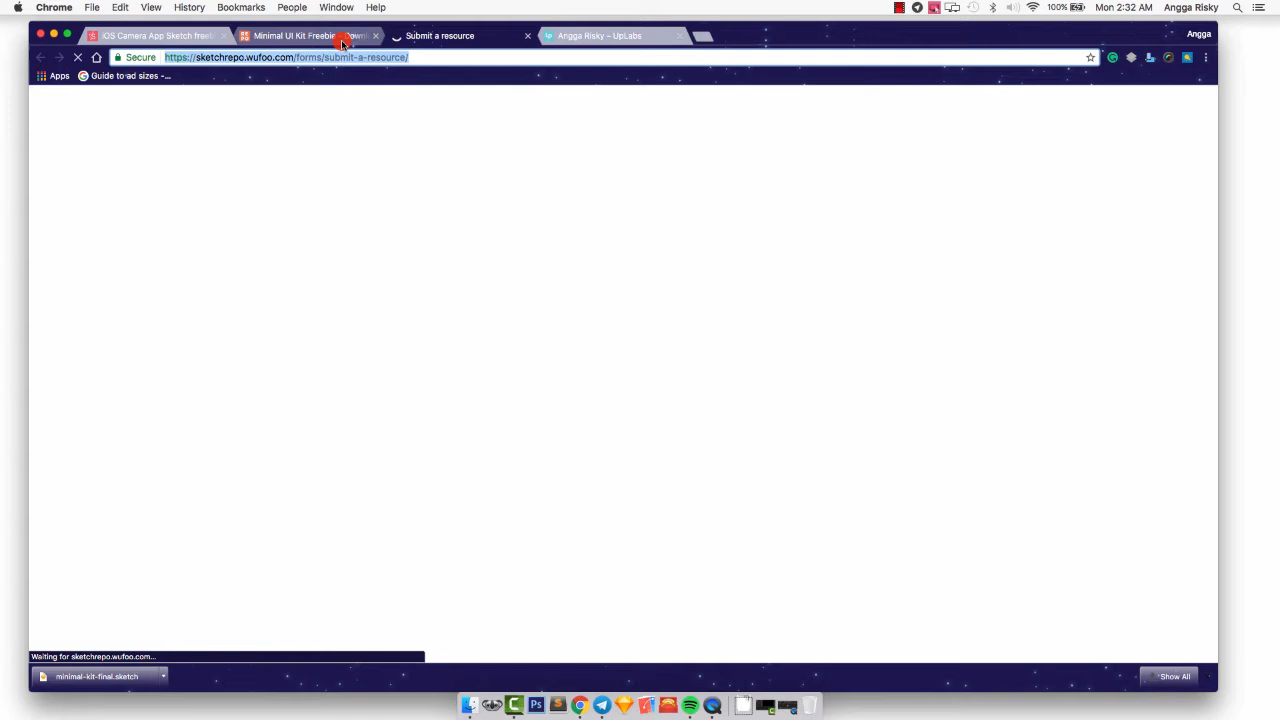 Chrome File Edit View History Bookmarks People Window Help 100% Mon 2:32 AM Angga Risky
iOS Camera App Sketch freeb Minimal UI Kit Freebie - Downl Submit a resource Angga Risky – UpLabs Angga
Secure https://sketchrepo.wufoo.com/forms/submit-a-resource/
Apps Guide to ad sizes -...
Waiting for sketchrepo.wufoo.com...
minimal-kit-final.sketch Show All
Ps